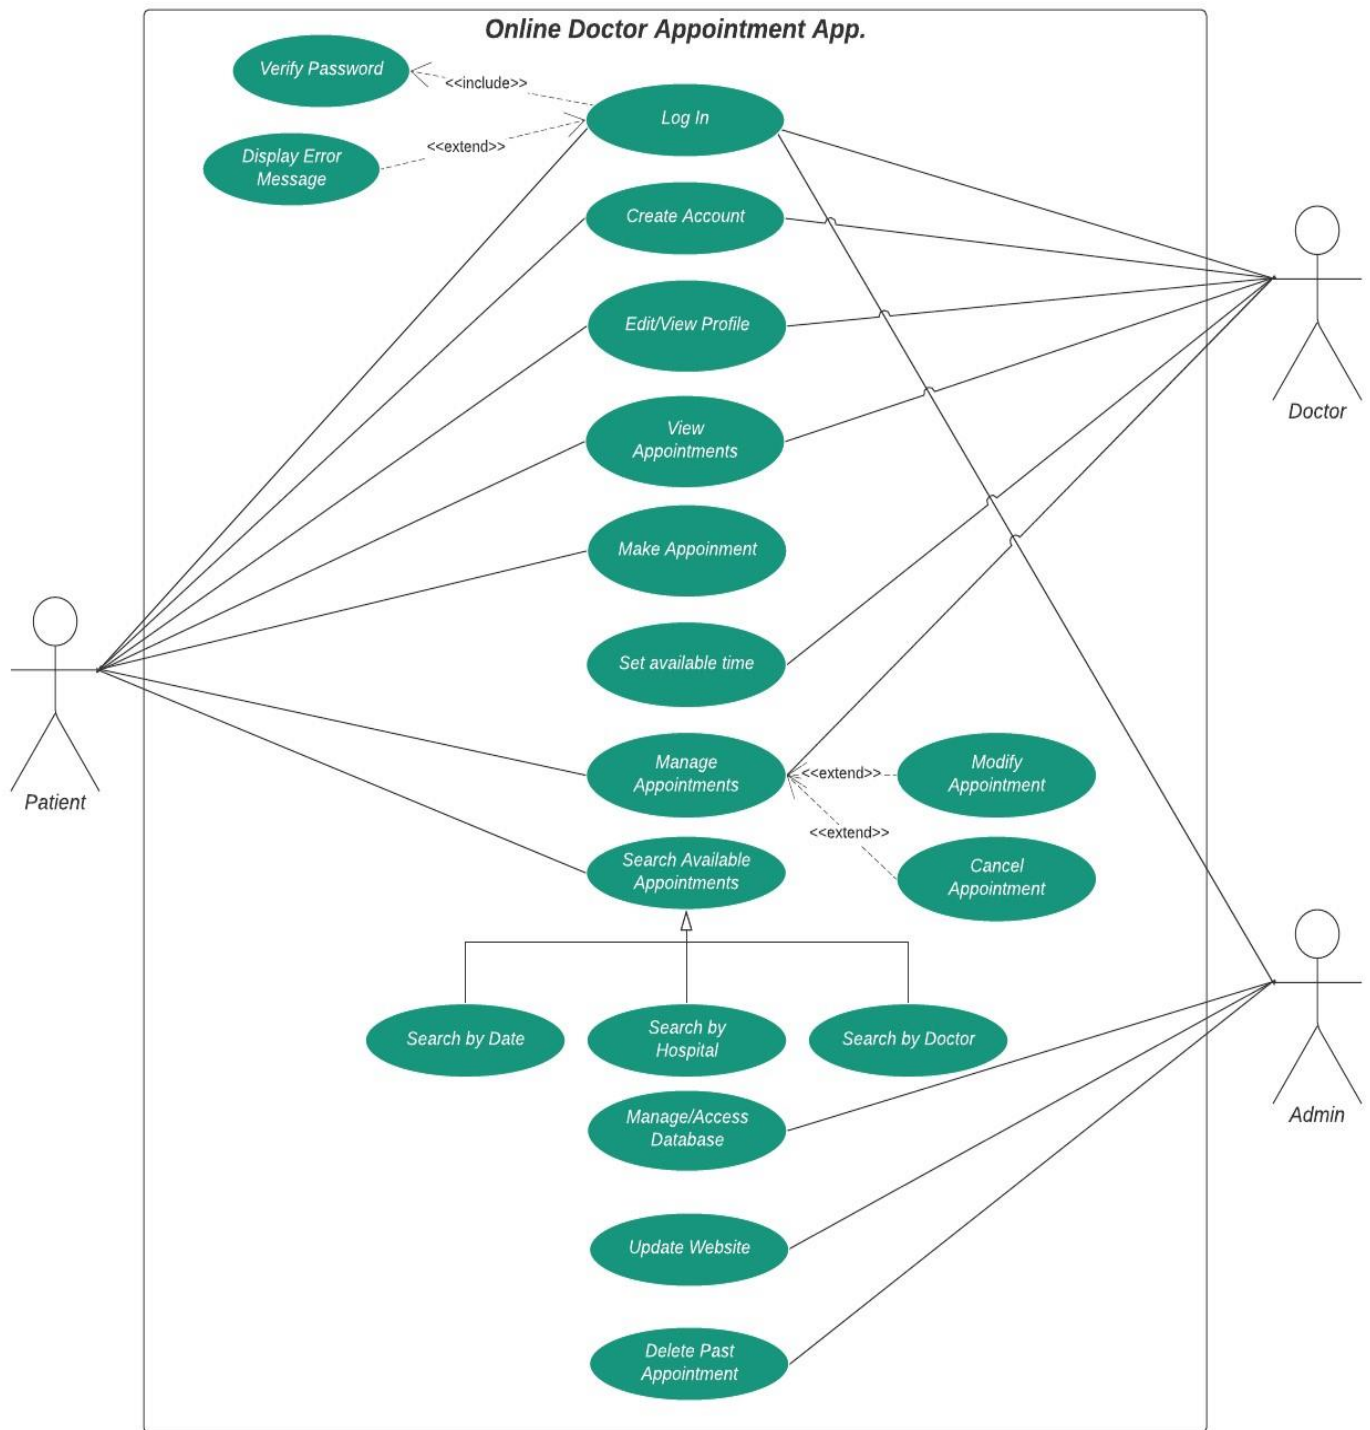 Online Doctor Appointment App.
Verify Password
<<include>>
Log In
Display Error
Message
<<extend>>
Create Account
Edit/View Profile
Doctor
View
Appointments
Make Appoinment
Set available time
Patient
Manage
Appointments
<<extend>>
Modify
Appointment
<<extend>>
Cancel
Appointment
Search Available
Appointments
Search by Date
Search by
Hospital
Search by Doctor
Manage/Access
Database
Admin
Update Website
Delete Past
Appointment